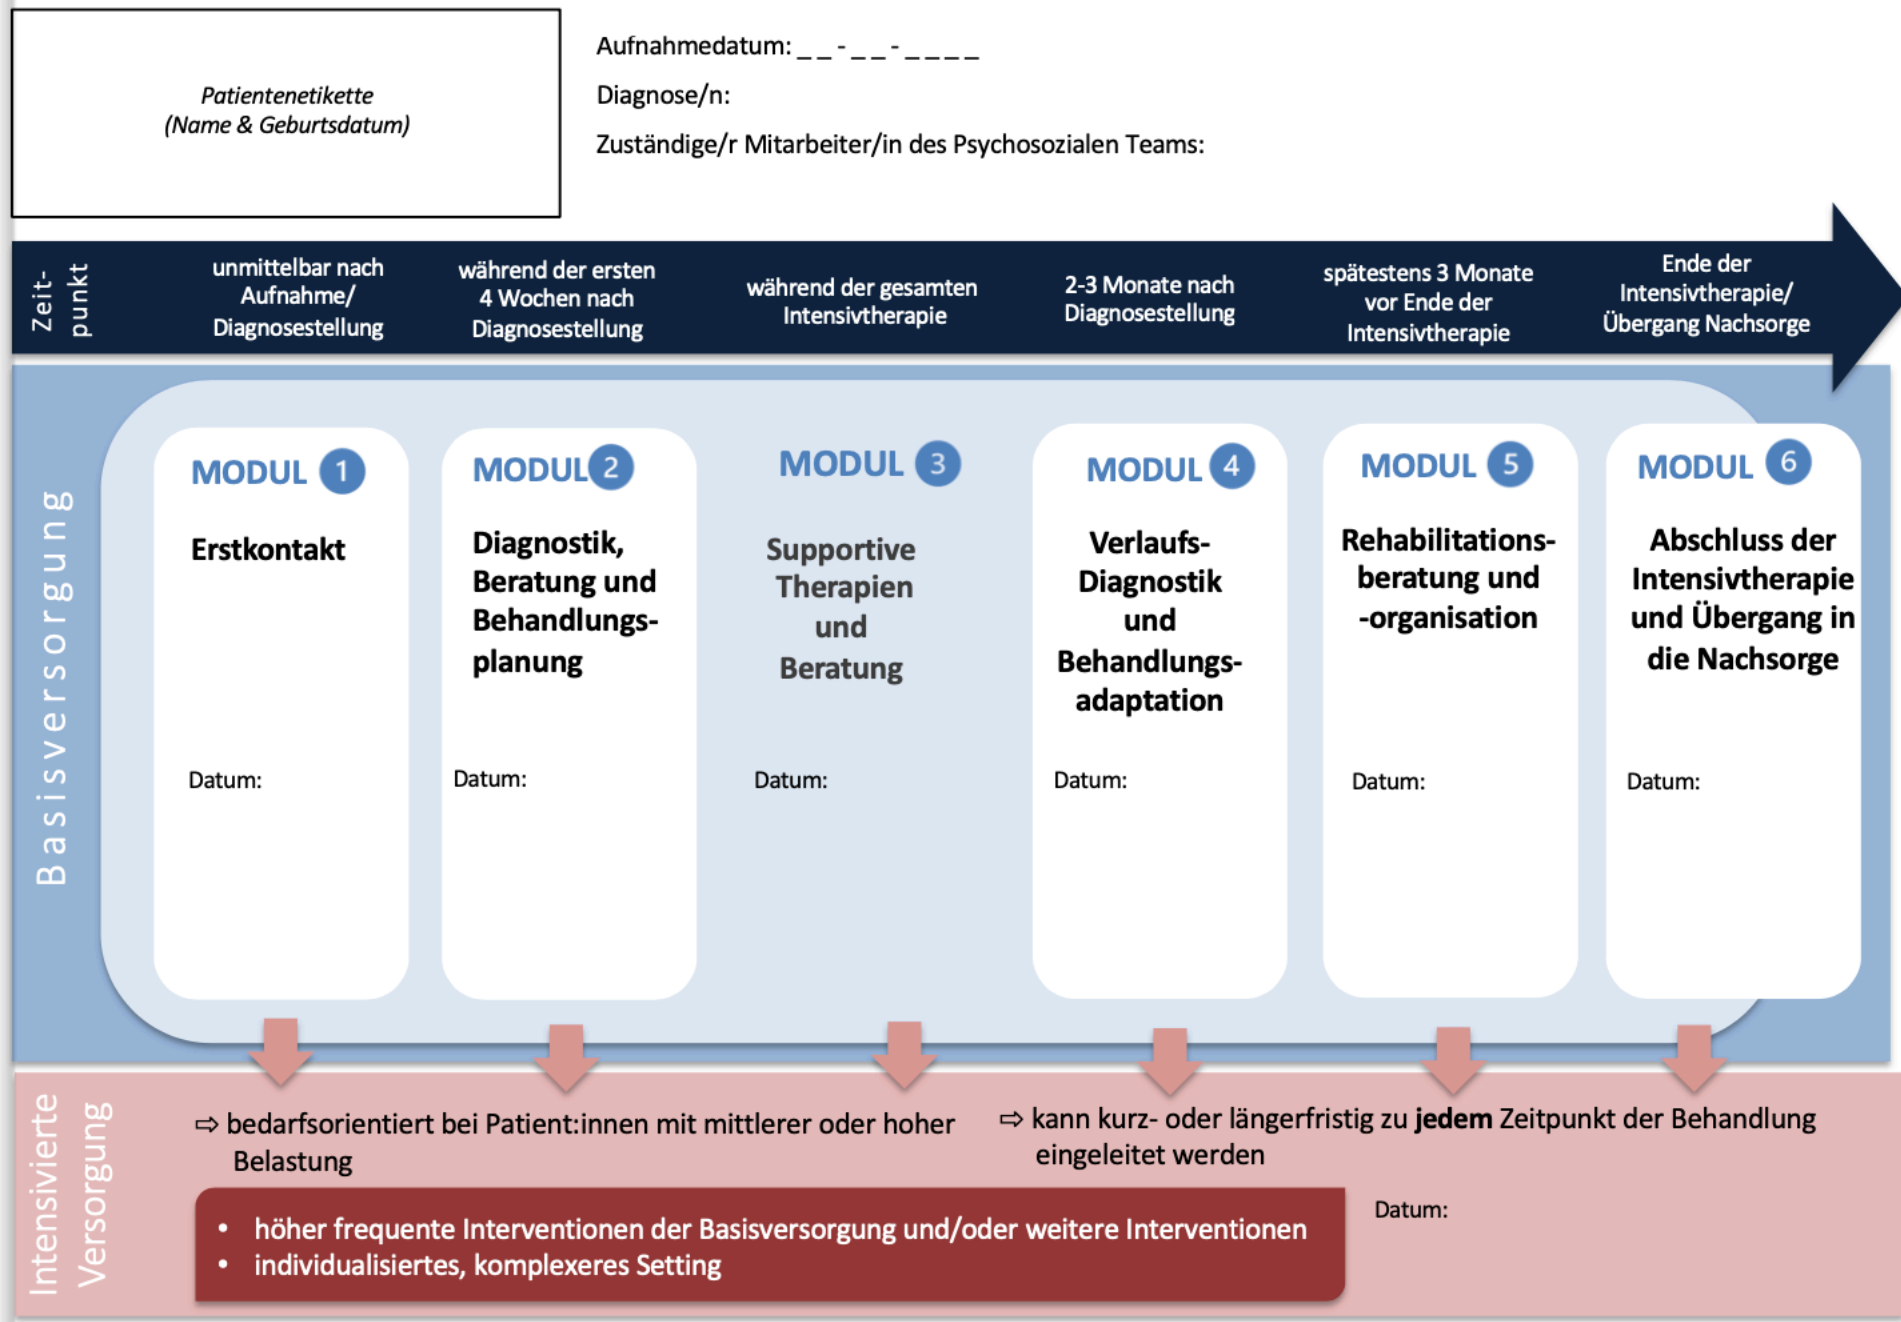 Patientenetikette
(Name & Geburtsdatum)
Aufnahmedatum: _ _ - _ _ - _ _ _ _
Diagnose/n:
Zuständige/r Mitarbeiter/in des Psychosozialen Teams:
Zeit-
punkt
unmittelbar nach
Aufnahme/
Diagnosestellung
während der ersten
4 Wochen nach
Diagnosestellung
während der gesamten
Intensivtherapie
2-3 Monate nach
Diagnosestellung
spätestens 3 Monate
vor Ende der
Intensivtherapie
Ende der
Intensivtherapie/
Übergang Nachsorge
Basisversorgung
MODUL 1
Erstkontakt
Datum:
MODUL 2
Diagnostik,
Beratung und
Behandlungs-
planung
Datum:
MODUL 3
Supportive
Therapien
und
Beratung
Datum:
MODUL 4
Verlaufs-
Diagnostik
und
Behandlungs-
adaptation
Datum:
MODUL 5
Rehabilitations-
beratung und
-organisation
Datum:
MODUL 6
Abschluss der
Intensivtherapie
und Übergang in
die Nachsorge
Datum:
Intensivierte
Versorgung
⇨ bedarfsorientiert bei Patient:innen mit mittlerer oder hoher
Belastung
⇨ kann kurz- oder längerfristig zu jedem Zeitpunkt der Behandlung
eingeleitet werden
• höher frequente Interventionen der Basisversorgung und/oder weitere Interventionen
• individualisiertes, komplexeres Setting
Datum: